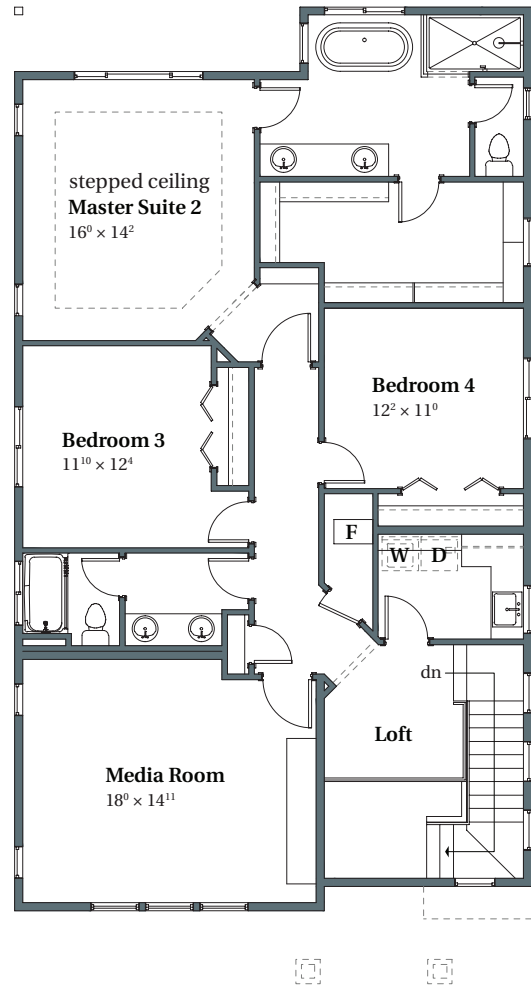 stepped ceiling
Master Suite 2
16⁰ × 14²
Bedroom 4
12² × 11⁰
Bedroom 3
11¹⁰ × 12⁴
F
W D
dn
Loft
Media Room
18⁰ × 14¹¹